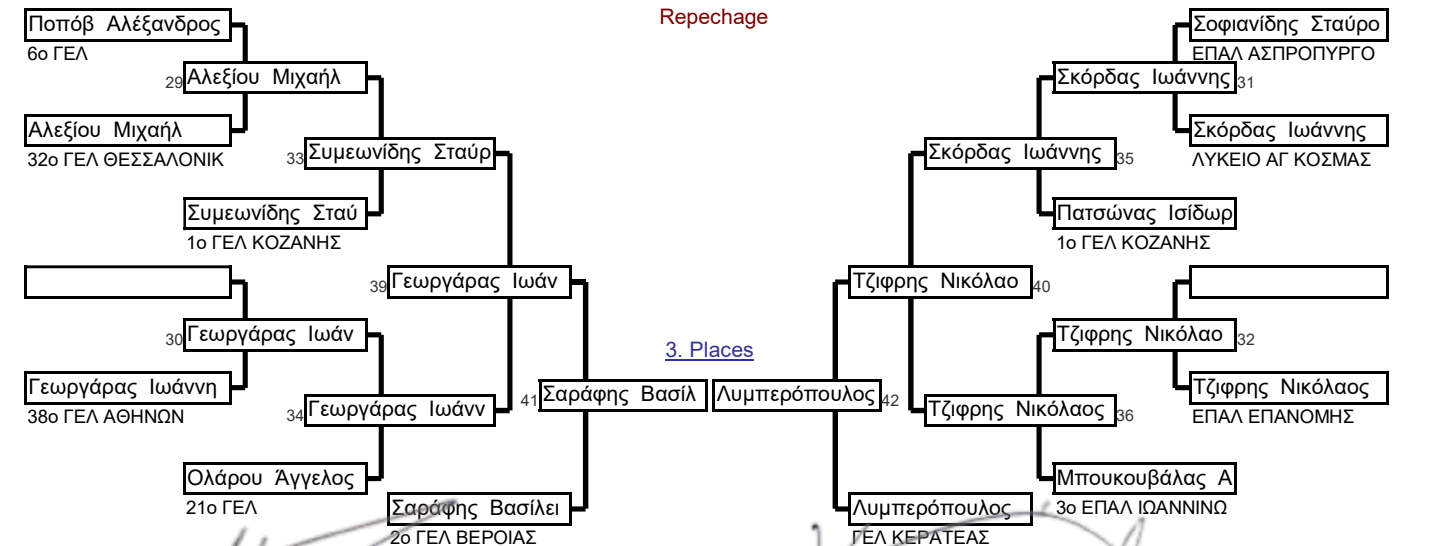 Repechage
Ποπόβ Αλέξανδρος
6ο ΓΕΛ
29 Αλεξίου Μιχαήλ
Αλεξίου Μιχαήλ
32ο ΓΕΛ ΘΕΣΣΑΛΟΝΙΚ
33 Συμεωνίδης Σταύρ
Συμεωνίδης Σταύ
1ο ΓΕΛ ΚΟΖΑΝΗΣ
39 Γεωργάρας Ιωάν
30 Γεωργάρας Ιωάν
Γεωργάρας Ιωάννη
38ο ΓΕΛ ΑΘΗΝΩΝ
34 Γεωργάρας Ιωάνν
Ολάρου Άγγελος
21ο ΓΕΛ
41 Σαράφης Βασίλ
Σαράφης Βασίλει
2ο ΓΕΛ ΒΕΡΟΙΑΣ
3. Places
Σοφιανίδης Σταύρο
ΕΠΑΛ ΑΣΠΡΟΠΥΡΓΟ
Σκόρδας Ιωάννης 31
Σκόρδας Ιωάννης
ΛΥΚΕΙΟ ΑΓ ΚΟΣΜΑΣ
Σκόρδας Ιωάννης 35
Πατσώνας Ισίδωρ
1ο ΓΕΛ ΚΟΖΑΝΗΣ
Τζιφρης Νικόλαο 40
Τζιφρης Νικόλαο 32
Τζιφρης Νικόλαος
ΕΠΑΛ ΕΠΑΝΟΜΗΣ
Τζιφρης Νικόλαος 36
Μπουκουβάλας Α
3ο ΕΠΑΛ ΙΩΑΝΝΙΝΩ
Λυμπερόπουλος 42
Λυμπερόπουλος
ΓΕΛ ΚΕΡΑΤΕΑΣ